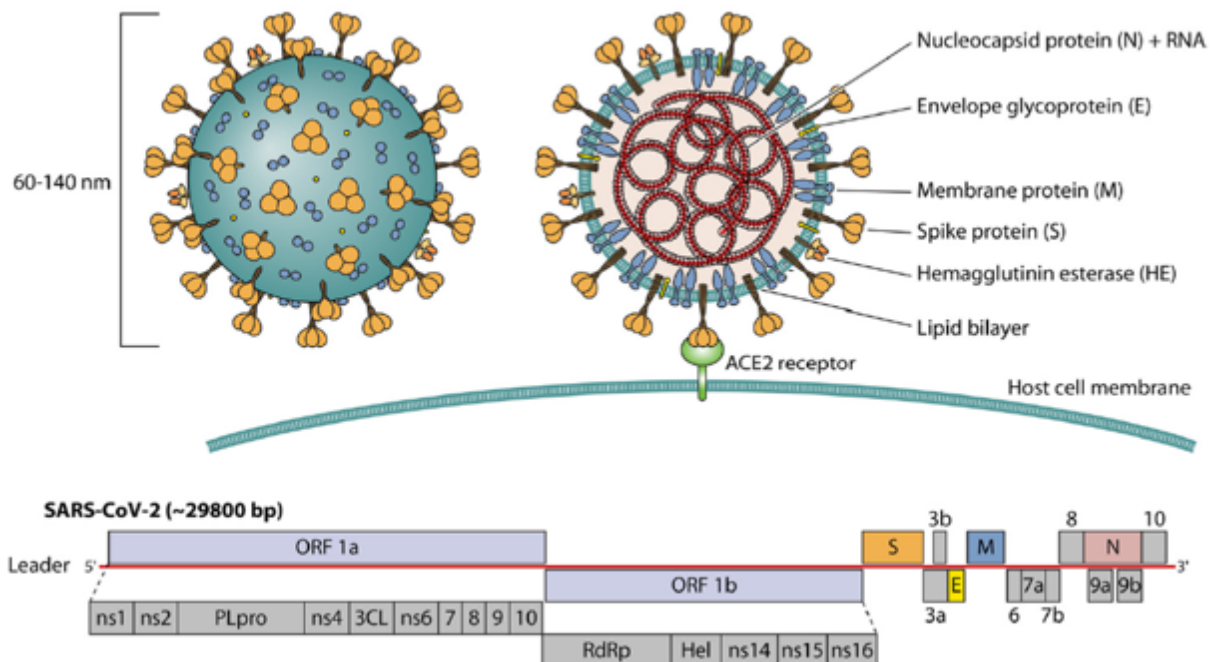 60-140 nm
Nucleocapsid protein (N) + RNA
Envelope glycoprotein (E)
Membrane protein (M)
Spike protein (S)
Hemagglutinin esterase (HE)
Lipid bilayer
ACE2 receptor
Host cell membrane
SARS-CoV-2 (~29800 bp)
3b 8 10
ORF 1a S M N
Leader 5' 3'
ORF 1b E 7a 9a 9b
3a 6 7b
ns1 ns2 PLpro ns4 3CL ns6 7 8 9 10
RdRp Hel ns14 ns15 ns16